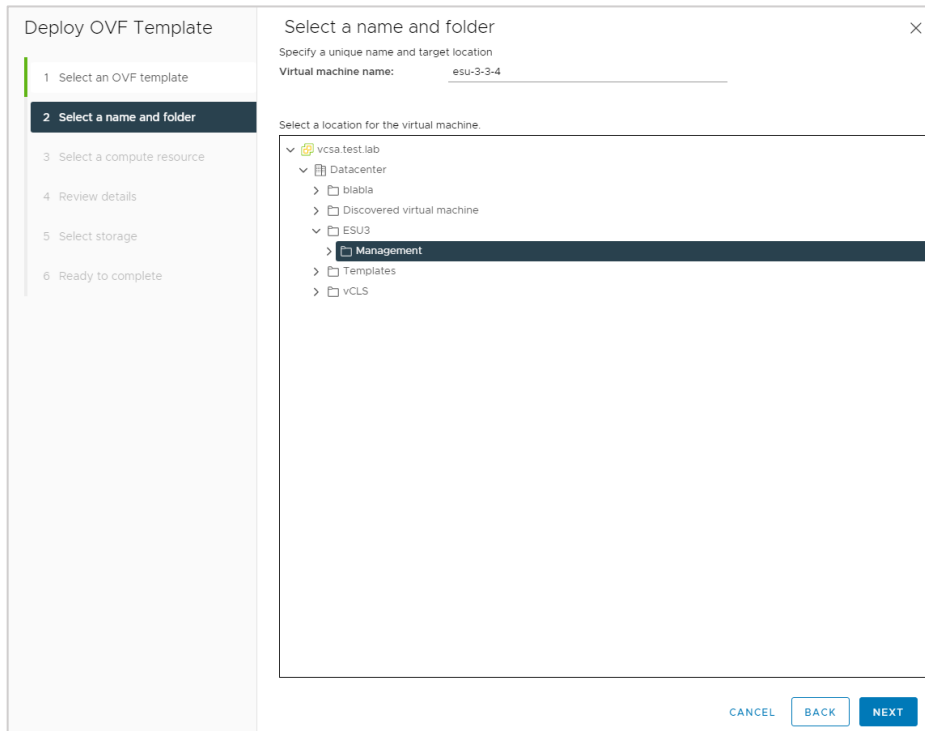 Deploy OVF Template
1 Select an OVF template
2 Select a name and folder
3 Select a compute resource
4 Review details
5 Select storage
6 Ready to complete
Select a name and folder
Specify a unique name and target location
Virtual machine name: esu-3-3-4
Select a location for the virtual machine.
vcsa.test.lab
Datacenter
blabla
Discovered virtual machine
ESU3
Management
Templates
vCLS
CANCEL BACK NEXT